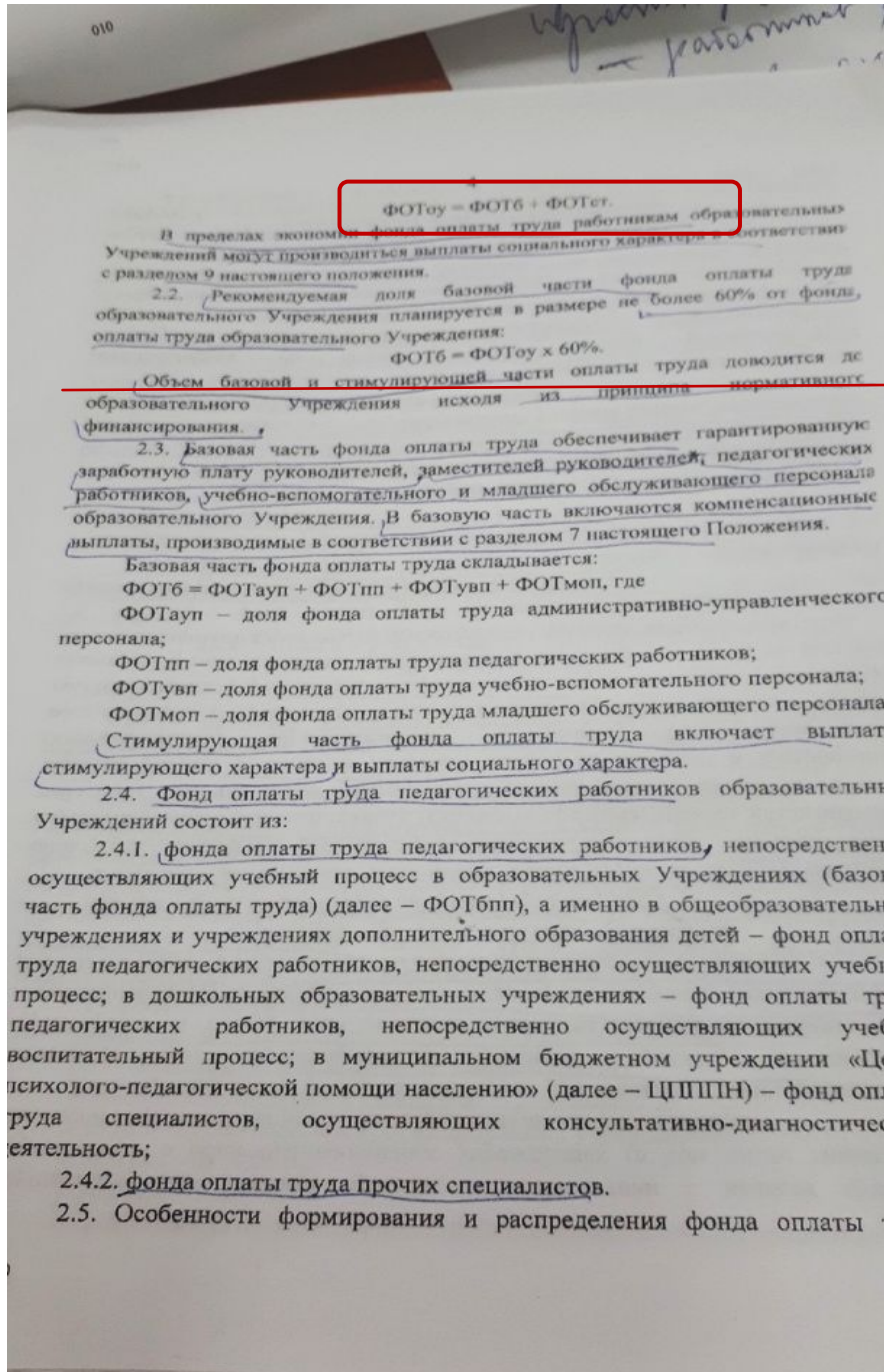 010
работник
4
ФОТоу = ФОТб + ФОТст.
В пределах экономии фонда оплаты труда работникам образовательных
Учреждений могут производиться выплаты социального характера в соответствии
с разделом 9 настоящего положения.
2.2. Рекомендуемая доля базовой части фонда оплаты труда
образовательного Учреждения планируется в размере не более 60% от фонда
оплаты труда образовательного Учреждения:
ФОТб = ФОТоу х 60%.
Объем базовой и стимулирующей части оплаты труда доводится до
образовательного Учреждения исходя из принципа нормативного
финансирования.
2.3. Базовая часть фонда оплаты труда обеспечивает гарантированную
заработную плату руководителей, заместителей руководителей, педагогических
работников, учебно-вспомогательного и младшего обслуживающего персонала
образовательного Учреждения. В базовую часть включаются компенсационные
выплаты, производимые в соответствии с разделом 7 настоящего Положения.
Базовая часть фонда оплаты труда складывается:
ФОТб = ФОТауп + ФОТпп + ФОТувп + ФОТмоп, где
ФОТауп – доля фонда оплаты труда административно-управленческого
персонала;
ФОТпп – доля фонда оплаты труда педагогических работников;
ФОТувп – доля фонда оплаты труда учебно-вспомогательного персонала;
ФОТмоп – доля фонда оплаты труда младшего обслуживающего персонала
Стимулирующая часть фонда оплаты труда включает выплат
стимулирующего характера и выплаты социального характера.
2.4. Фонд оплаты труда педагогических работников образовательны
Учреждений состоит из:
2.4.1. фонда оплаты труда педагогических работников, непосредствен
осуществляющих учебный процесс в образовательных Учреждениях (базо
часть фонда оплаты труда) (далее – ФОТбпп), а именно в общеобразовательн
учреждениях и учреждениях дополнительного образования детей – фонд опла
труда педагогических работников, непосредственно осуществляющих учебн
процесс; в дошкольных образовательных учреждениях – фонд оплаты тр
педагогических работников, непосредственно осуществляющих учеб
воспитательный процесс; в муниципальном бюджетном учреждении «Це
психолого-педагогической помощи населению» (далее – ЦПППН) – фонд опл
труда специалистов, осуществляющих консультативно-диагностичес
еятельность;
2.4.2. фонда оплаты труда прочих специалистов.
2.5. Особенности формирования и распределения фонда оплаты т